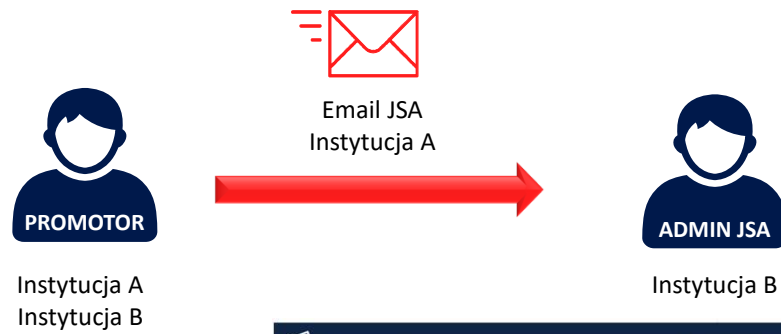 Email JSA
Instytucja A
PROMOTOR
ADMIN JSA
Instytucja A
Instytucja B
Instytucja B